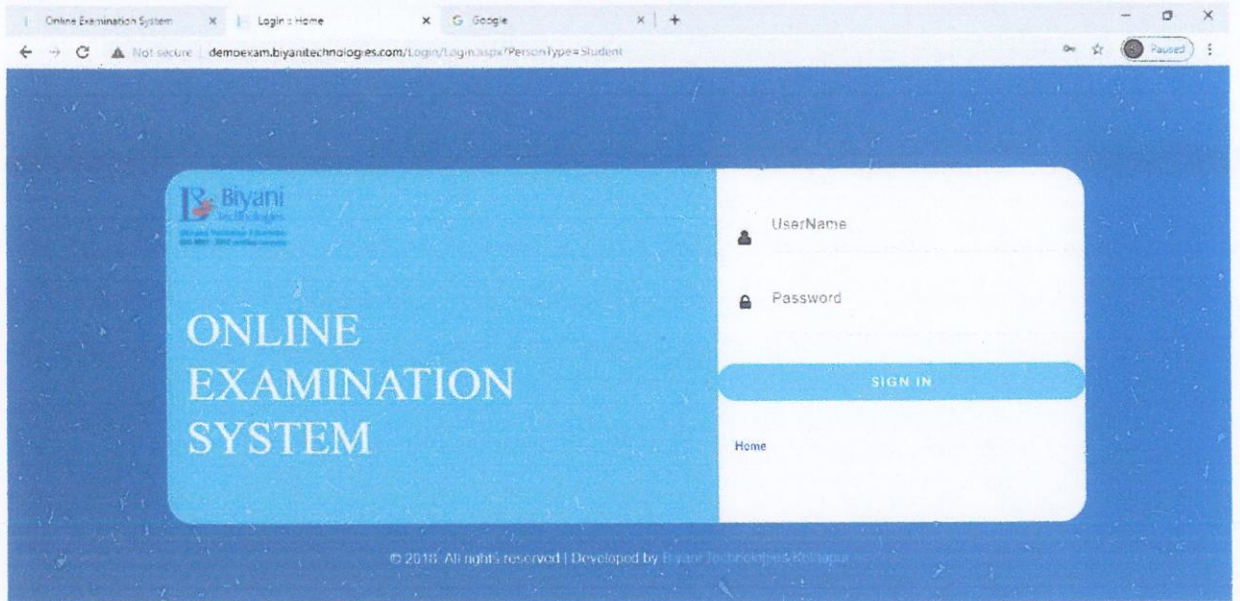 Online Examination System
Login : Home
Google
Not secure
demoexam.biyanitechnologies.com/Login/Login.aspx?PersonType=Student
Paused
Biyani
Technologies
UserName
Password
ONLINE
EXAMINATION
SYSTEM
SIGN IN
Home
© 2018. All rights reserved | Developed by Biyani Technologies Kolhapur